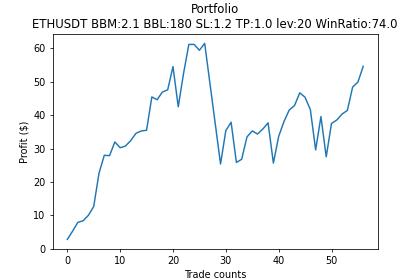 Portfolio
ETHUSDT BBM:2.1 BBL:180 SL:1.2 TP:1.0 lev:20 WinRatio:74.0
60
50
40
30
20
10
0
Profit ($)
0 10 20 30 40 50
Trade counts